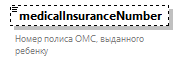 medicalInsuranceNumber
Номер полиса ОМС, выданного
ребенку